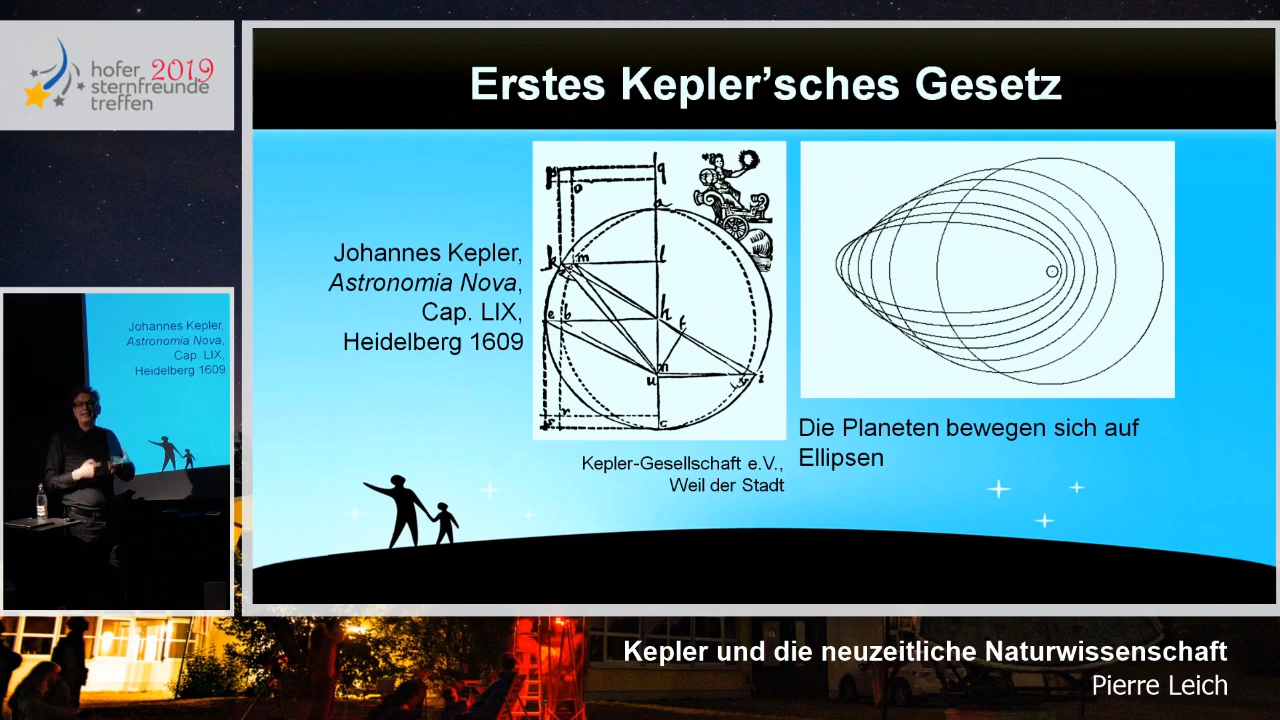 hofer 2019
sternfreunde
treffen
Erstes Kepler’sches Gesetz
Johannes Kepler,
Astronomia Nova,
Cap. LIX,
Heidelberg 1609
q
o
a
k
m
l
e
b
h
t
n
u
i
c
Kepler-Gesellschaft e.V.,
Weil der Stadt
Die Planeten bewegen sich auf
Ellipsen
Johannes Kepler,
Astronomia Nova,
Cap. LIX,
Heidelberg 1609
Kepler und die neuzeitliche Naturwissenschaft
Pierre Leich